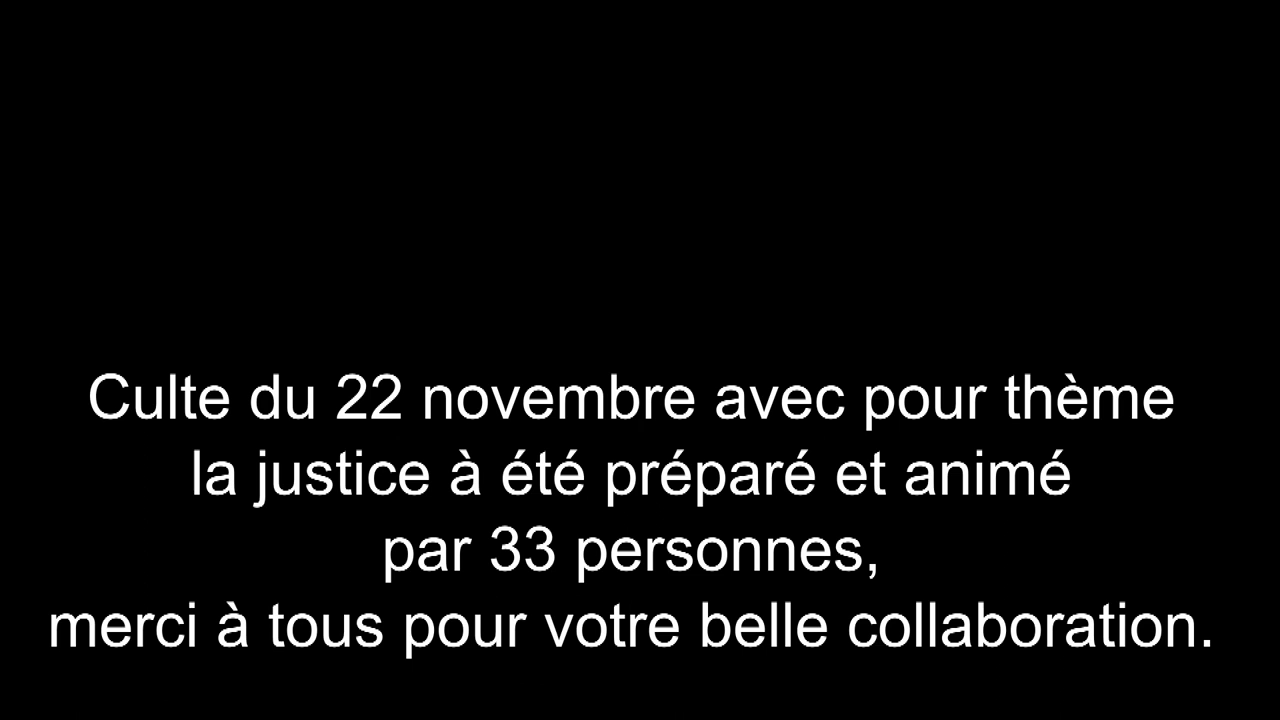 Culte du 22 novembre avec pour thème
la justice à été préparé et animé
par 33 personnes,
merci à tous pour votre belle collaboration.